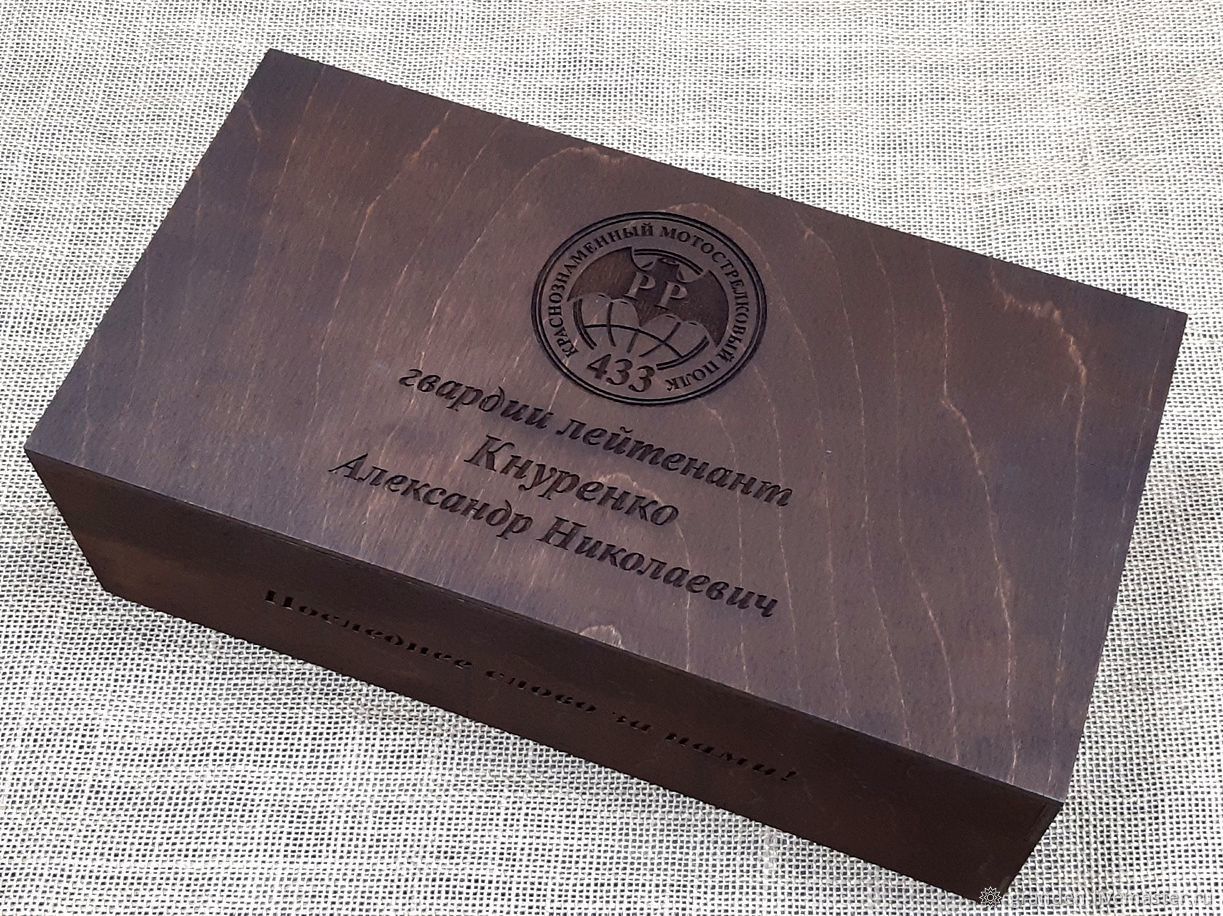 КРАСНОЗНАМЕННЫЙ МОТОСТРЕЛКОВЫЙ ПОЛК
РР
433
гвардии лейтенант
Кнуренко
Александр Николаевич
Последнее слово за нами!